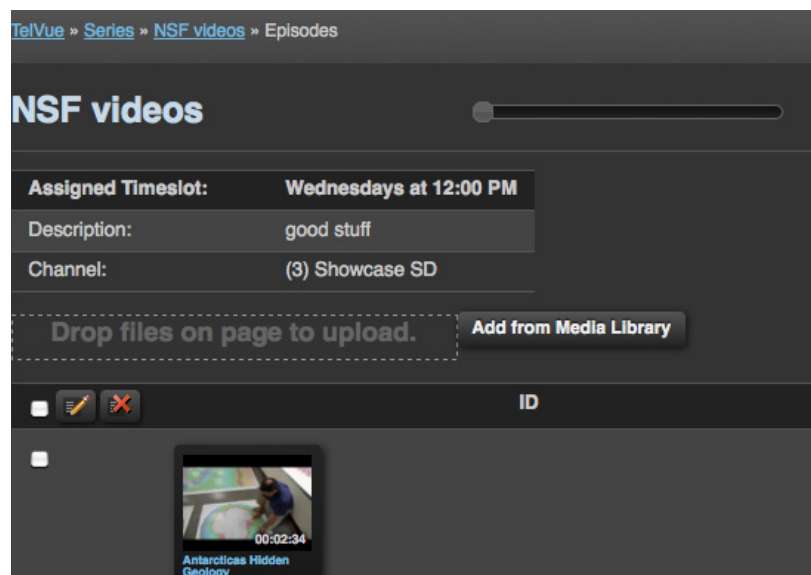 TelVue » Series » NSF videos » Episodes
NSF videos
Assigned Timeslot: Wednesdays at 12:00 PM
Description: good stuff
Channel: (3) Showcase SD
Drop files on page to upload. Add from Media Library
ID
00:02:34
Antarcticas Hidden
Geology